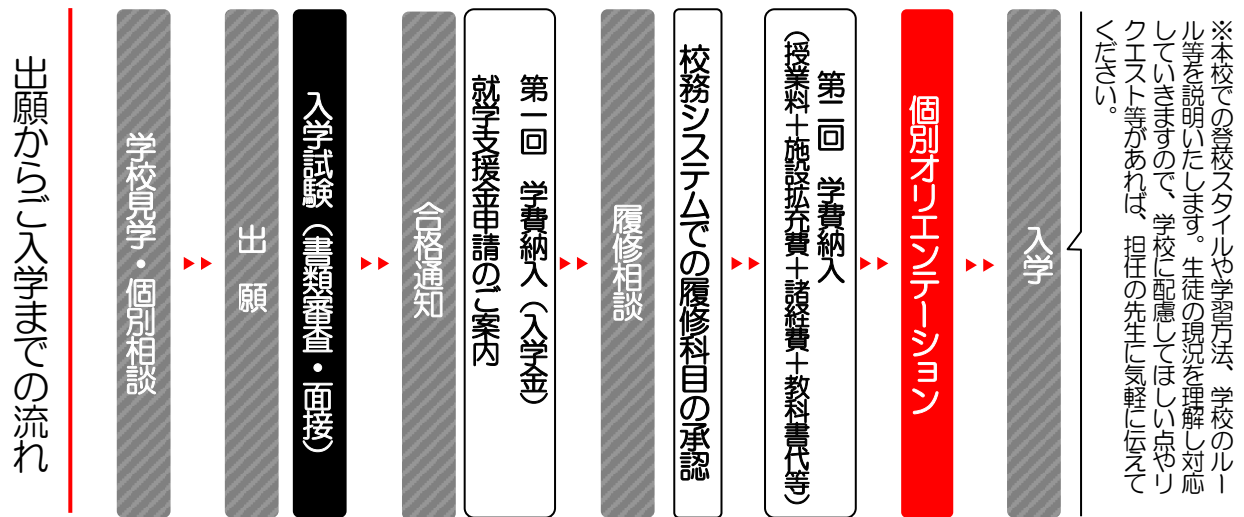 出願からご入学までの流れ
学校見学・個別相談
出願
入学試験（書類審査・面接）
合格通知
第一回　学費納入（入学金）
就学支援金申請のご案内
履修相談
校務システムでの履修科目の承認
第二回　学費納入
（授業料＋施設拡充費＋諸経費＋教科書代等）
個別オリエンテーション
入学
※本校での登校スタイルや学習方法、学校のルー
ル等を説明いたします。生徒の現況を理解し対応
していきますので、学校に配慮してほしい点やリ
クエスト等があれば、担任の先生に気軽に伝えて
ください。